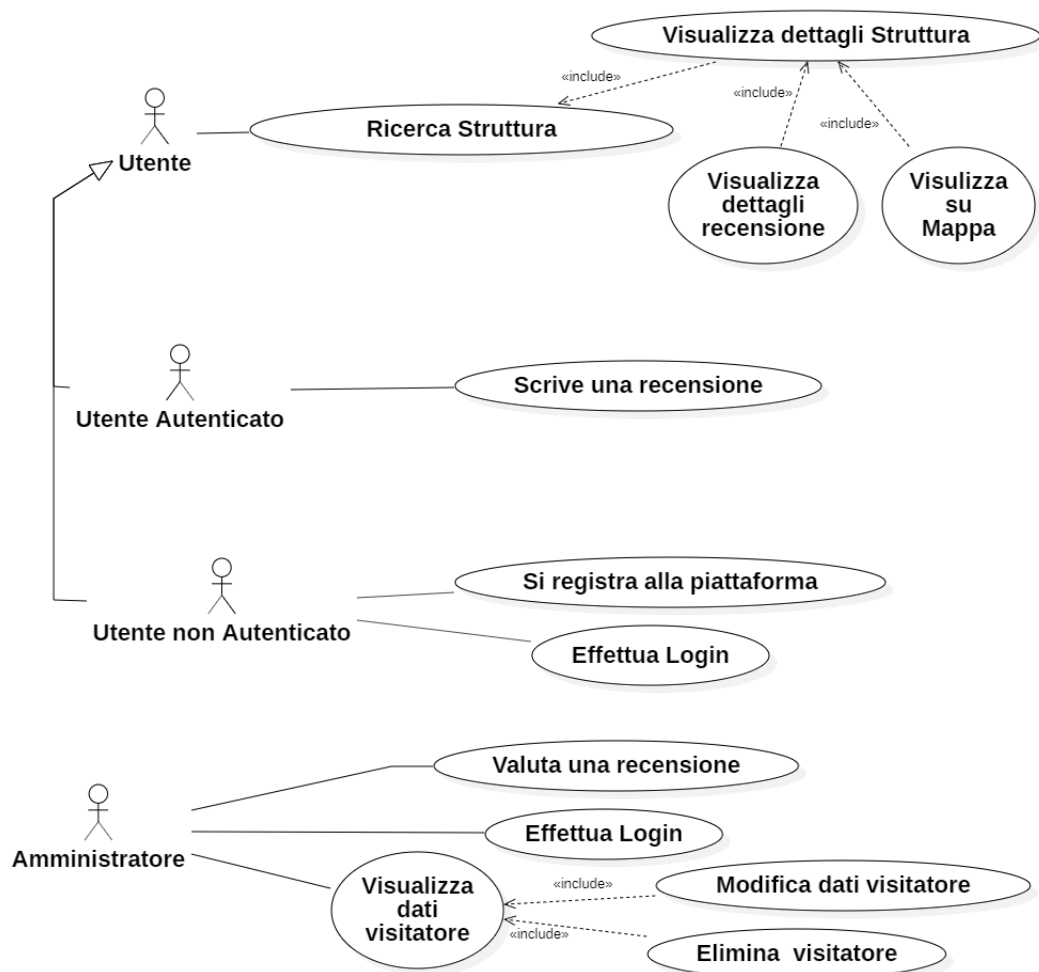 Visualizza dettagli Struttura
«include»
«include»
«include»
Ricerca Struttura
Utente
Visualizza
dettagli
recensione
Visulizza
su
Mappa
Scrive una recensione
Utente Autenticato
Si registra alla piattaforma
Utente non Autenticato
Effettua Login
Valuta una recensione
Effettua Login
Amministratore
Visualizza
dati
visitatore
«include»
Modifica dati visitatore
«include»
Elimina visitatore